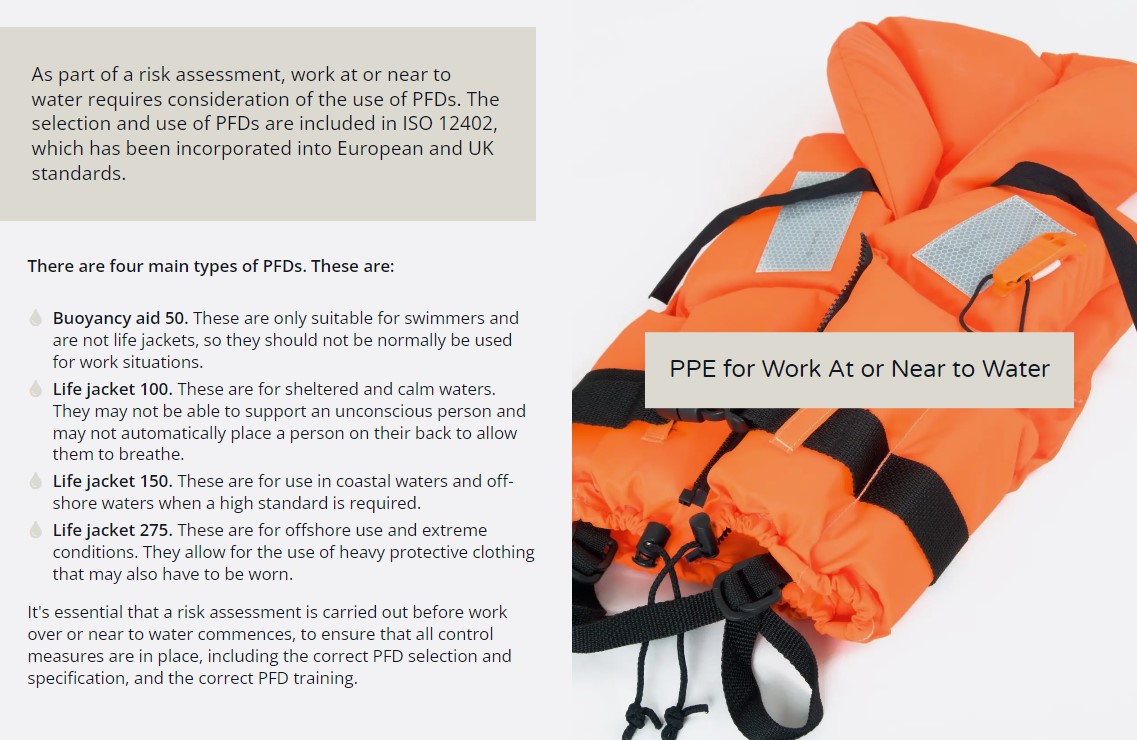 As part of a risk assessment, work at or near to
water requires consideration of the use of PFDs. The
selection and use of PFDs are included in ISO 12402,
which has been incorporated into European and UK
standards.
There are four main types of PFDs. These are:
Buoyancy aid 50. These are only suitable for swimmers and
are not life jackets, so they should not be normally be used
for work situations.
Life jacket 100. These are for sheltered and calm waters.
They may not be able to support an unconscious person and
may not automatically place a person on their back to allow
them to breathe.
Life jacket 150. These are for use in coastal waters and off-
shore waters when a high standard is required.
Life jacket 275. These are for offshore use and extreme
conditions. They allow for the use of heavy protective clothing
that may also have to be worn.
It's essential that a risk assessment is carried out before work
over or near to water commences, to ensure that all control
measures are in place, including the correct PFD selection and
specification, and the correct PFD training.
PPE for Work At or Near to Water